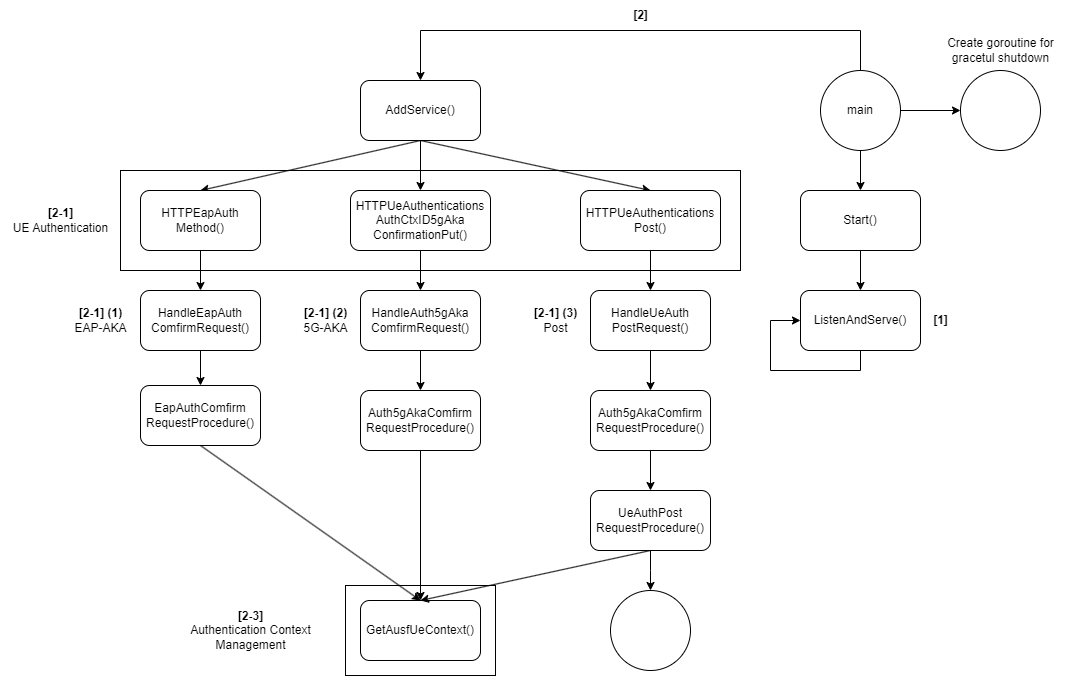 [2]
Create goroutine for
gracetul shutdown
AddService()
main
[2-1]
UE Authentication
HTTPEapAuth
Method()
HTTPUeAuthentications
AuthCtxID5gAka
ConfirmationPut()
HTTPUeAuthentications
Post()
Start()
[2-1] (1)
EAP-AKA
HandleEapAuth
ComfirmRequest()
[2-1] (2)
5G-AKA
HandleAuth5gAka
ComfirmRequest()
[2-1] (3)
Post
HandleUeAuth
PostRequest()
ListenAndServe()
[1]
EapAuthComfirm
RequestProcedure()
Auth5gAkaComfirm
RequestProcedure()
Auth5gAkaComfirm
RequestProcedure()
UeAuthPost
RequestProcedure()
[2-3]
Authentication Context
Management
GetAusfUeContext()